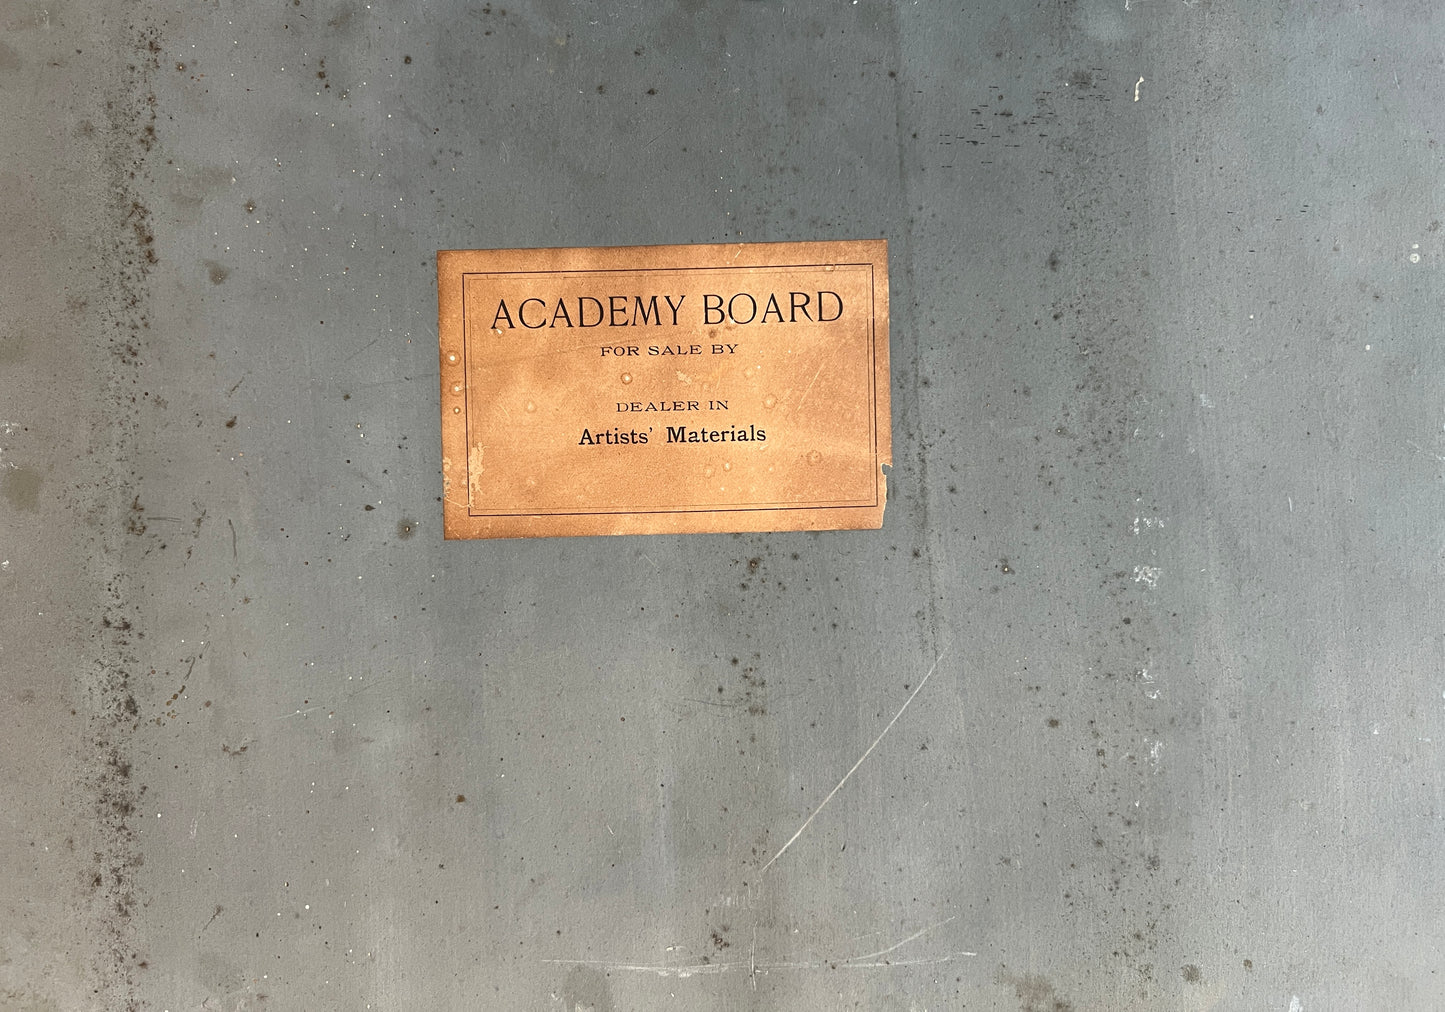 ACADEMY BOARD
FOR SALE BY
DEALER IN
Artists' Materials